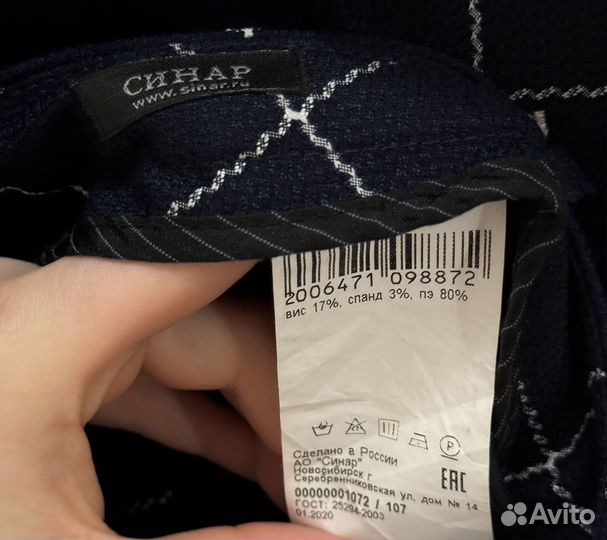 СИНАР
www.sinar.ru
2006471 098872
вис 17%, спанд 3%, пэ 80%
Сделано в России
АО "Синар"
Новосибирск г
Серебренниковская ул, дом № 14
00000001072 / 107
ГОСТ: 25294-2003
01.2020
EAC
Avito